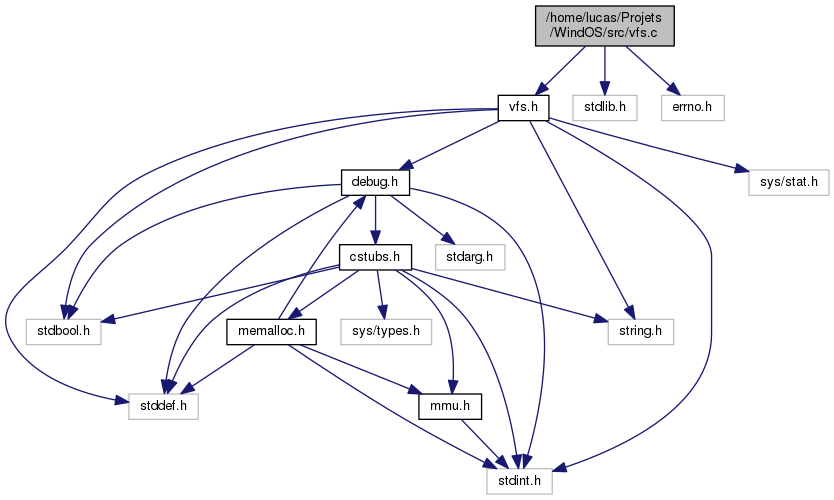 /home/lucas/Projets
/WindOS/src/vfs.c
vfs.h
stdlib.h
errno.h
debug.h
sys/stat.h
cstubs.h
stdarg.h
stdbool.h
memalloc.h
sys/types.h
string.h
stddef.h
mmu.h
stdint.h